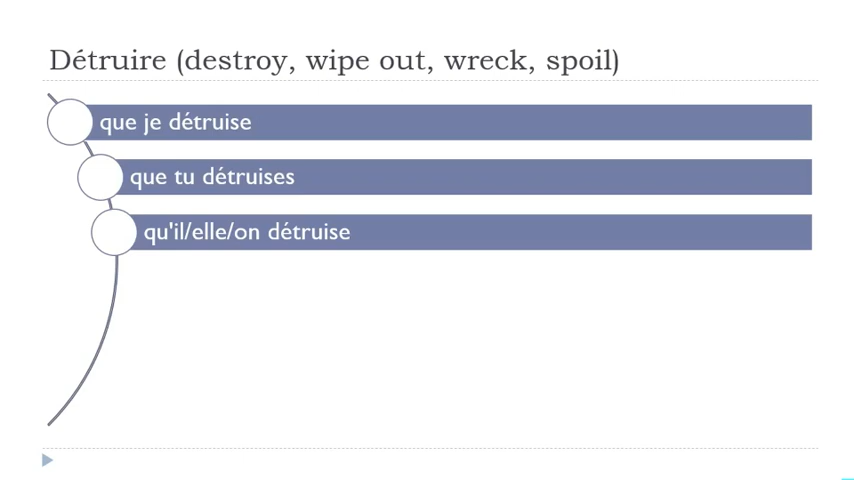 Détruire (destroy, wipe out, wreck, spoil)
que je détruise
que tu détruises
qu'il/elle/on détruise